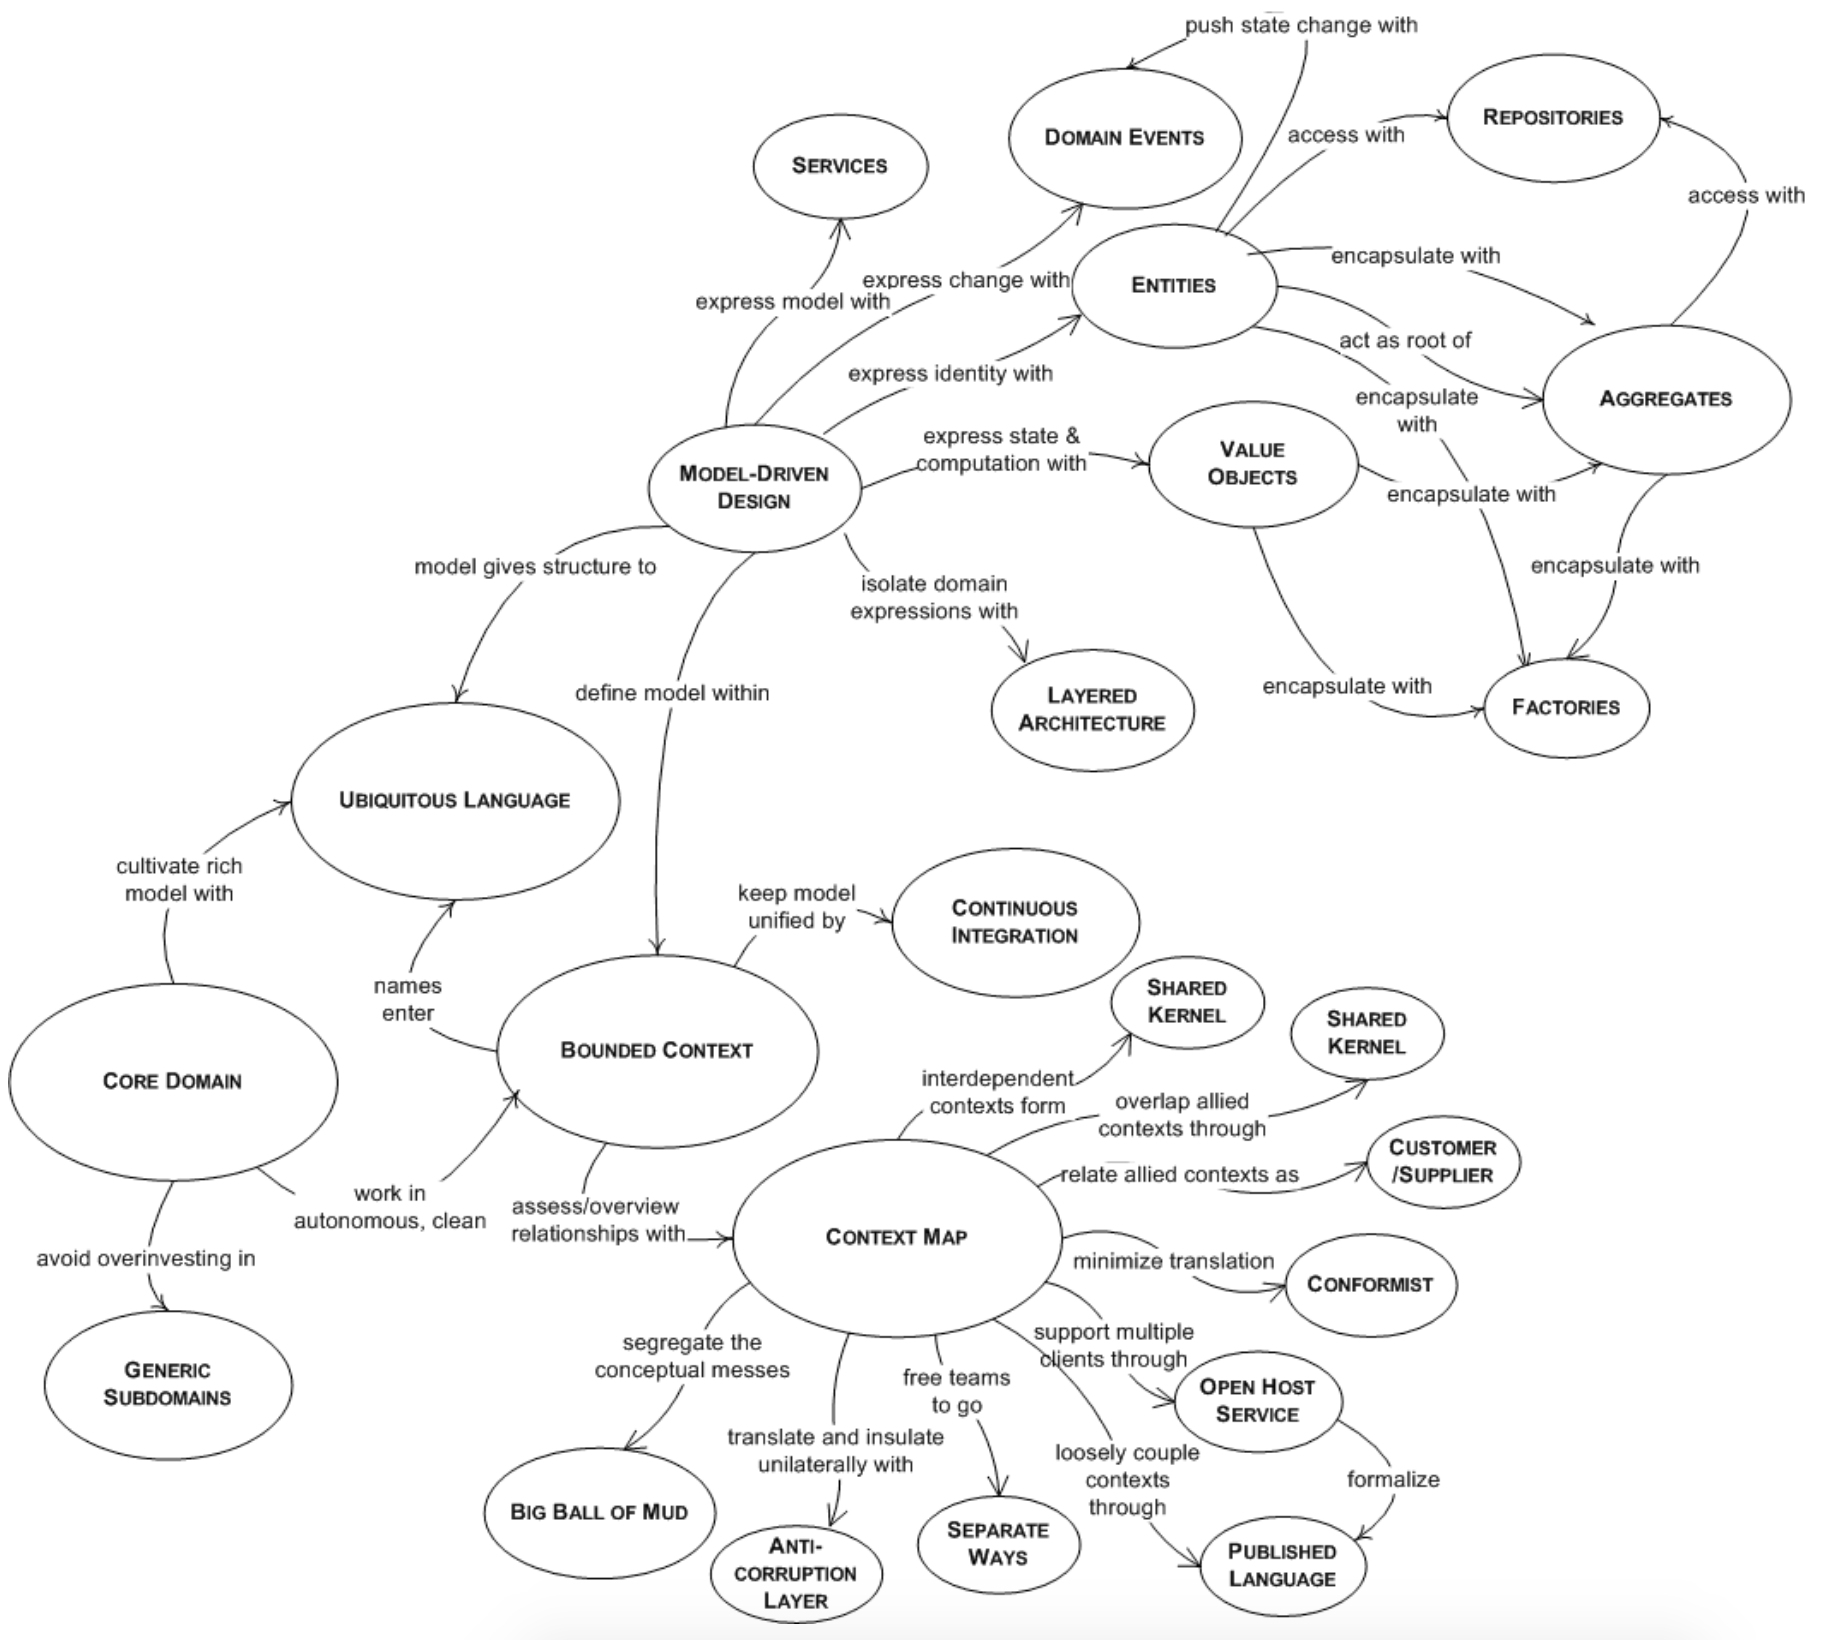 push state change with
DOMAIN EVENTS
REPOSITORIES
access with
SERVICES
access with
ENTITIES
encapsulate with
express change with
express model with
act as root of
express identity with
encapsulate
with
AGGREGATES
express state &
computation with
VALUE
OBJECTS
MODEL-DRIVEN
DESIGN
encapsulate with
model gives structure to
isolate domain
expressions with
encapsulate with
define model within
LAYERED
ARCHITECTURE
encapsulate with
FACTORIES
UBIQUITOUS LANGUAGE
cultivate rich
model with
keep model
unified by
CONTINUOUS
INTEGRATION
names
enter
SHARED
KERNEL
SHARED
KERNEL
BOUNDED CONTEXT
CORE DOMAIN
interdependent
contexts form
overlap allied
contexts through
CUSTOMER
/SUPPLIER
relate allied contexts as
work in
autonomous, clean
assess/overview
relationships with
CONTEXT MAP
avoid overinvesting in
minimize translation
CONFORMIST
segregate the
conceptual messes
support multiple
clients through
free teams
to go
GENERIC
SUBDOMAINS
OPEN HOST
SERVICE
translate and insulate
unilaterally with
loosely couple
contexts
through
formalize
BIG BALL OF MUD
SEPARATE
WAYS
ANTI-
CORRUPTION
LAYER
PUBLISHED
LANGUAGE